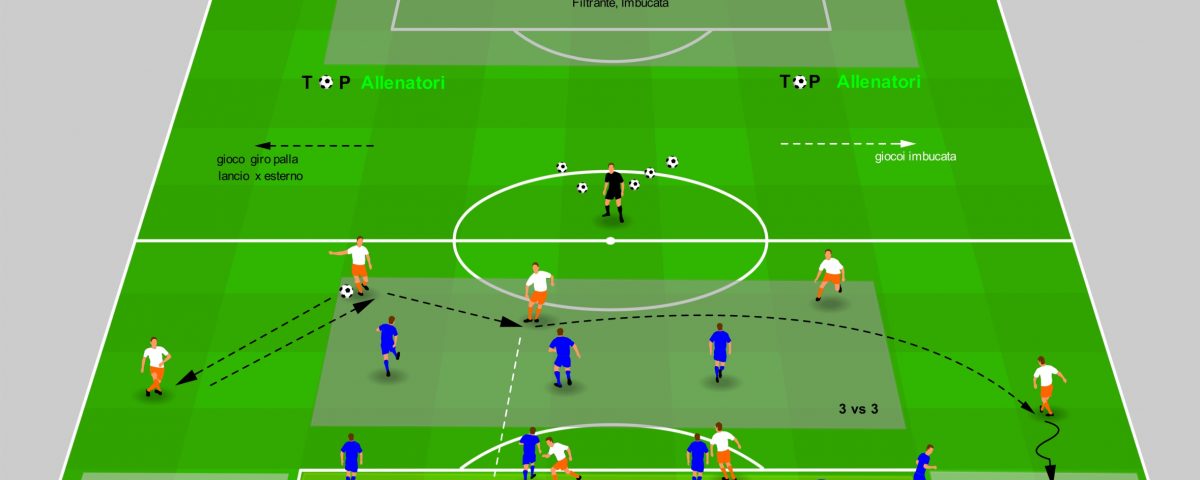 Filtrante, Imbucata
TOP Allenatori
TOP Allenatori
gioco giro palla
lancio x esterno
giocoi imbucata
3 vs 3